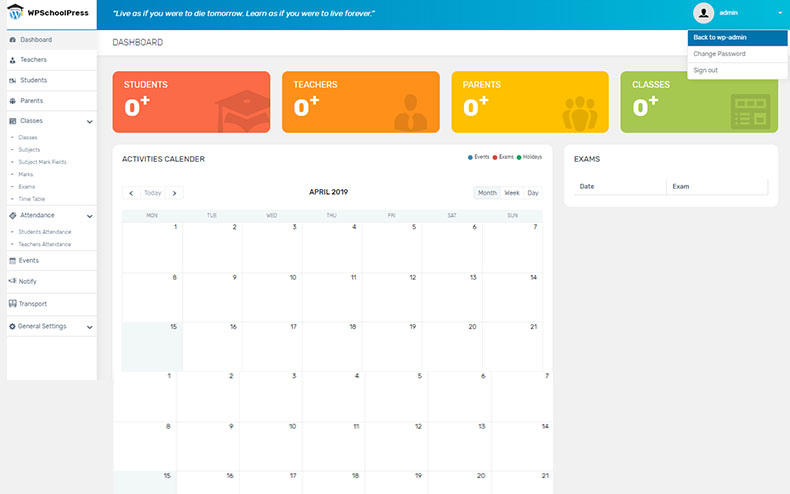 WPSchoolPress
"Live as if you were to die tomorrow. Learn as if you were to live forever."
admin
Back to wp-admin
Change Password
Sign out
Dashboard
Teachers
Students
Parents
Classes
Classes
Subjects
Subject Mark Fields
Marks
Exams
Time Table
Attendance
Students Attendance
Teachers Attendance
Events
Notify
Transport
General Settings
DASHBOARD
STUDENTS
0+
TEACHERS
0+
PARENTS
0+
CLASSES
0+
ACTIVITIES CALENDER
Events Exams Holidays
Today
APRIL 2019
Month Week Day
MON TUE WED THU FRI SAT SUN
1 2 3 4 5 6 7
8 9 10 11 12 13 14
15 16 17 18 19 20 21
1 2 3 4 5 6 7
8 9 10 11 12 13 14
15 16 17 18 19 20 21
EXAMS
Date Exam